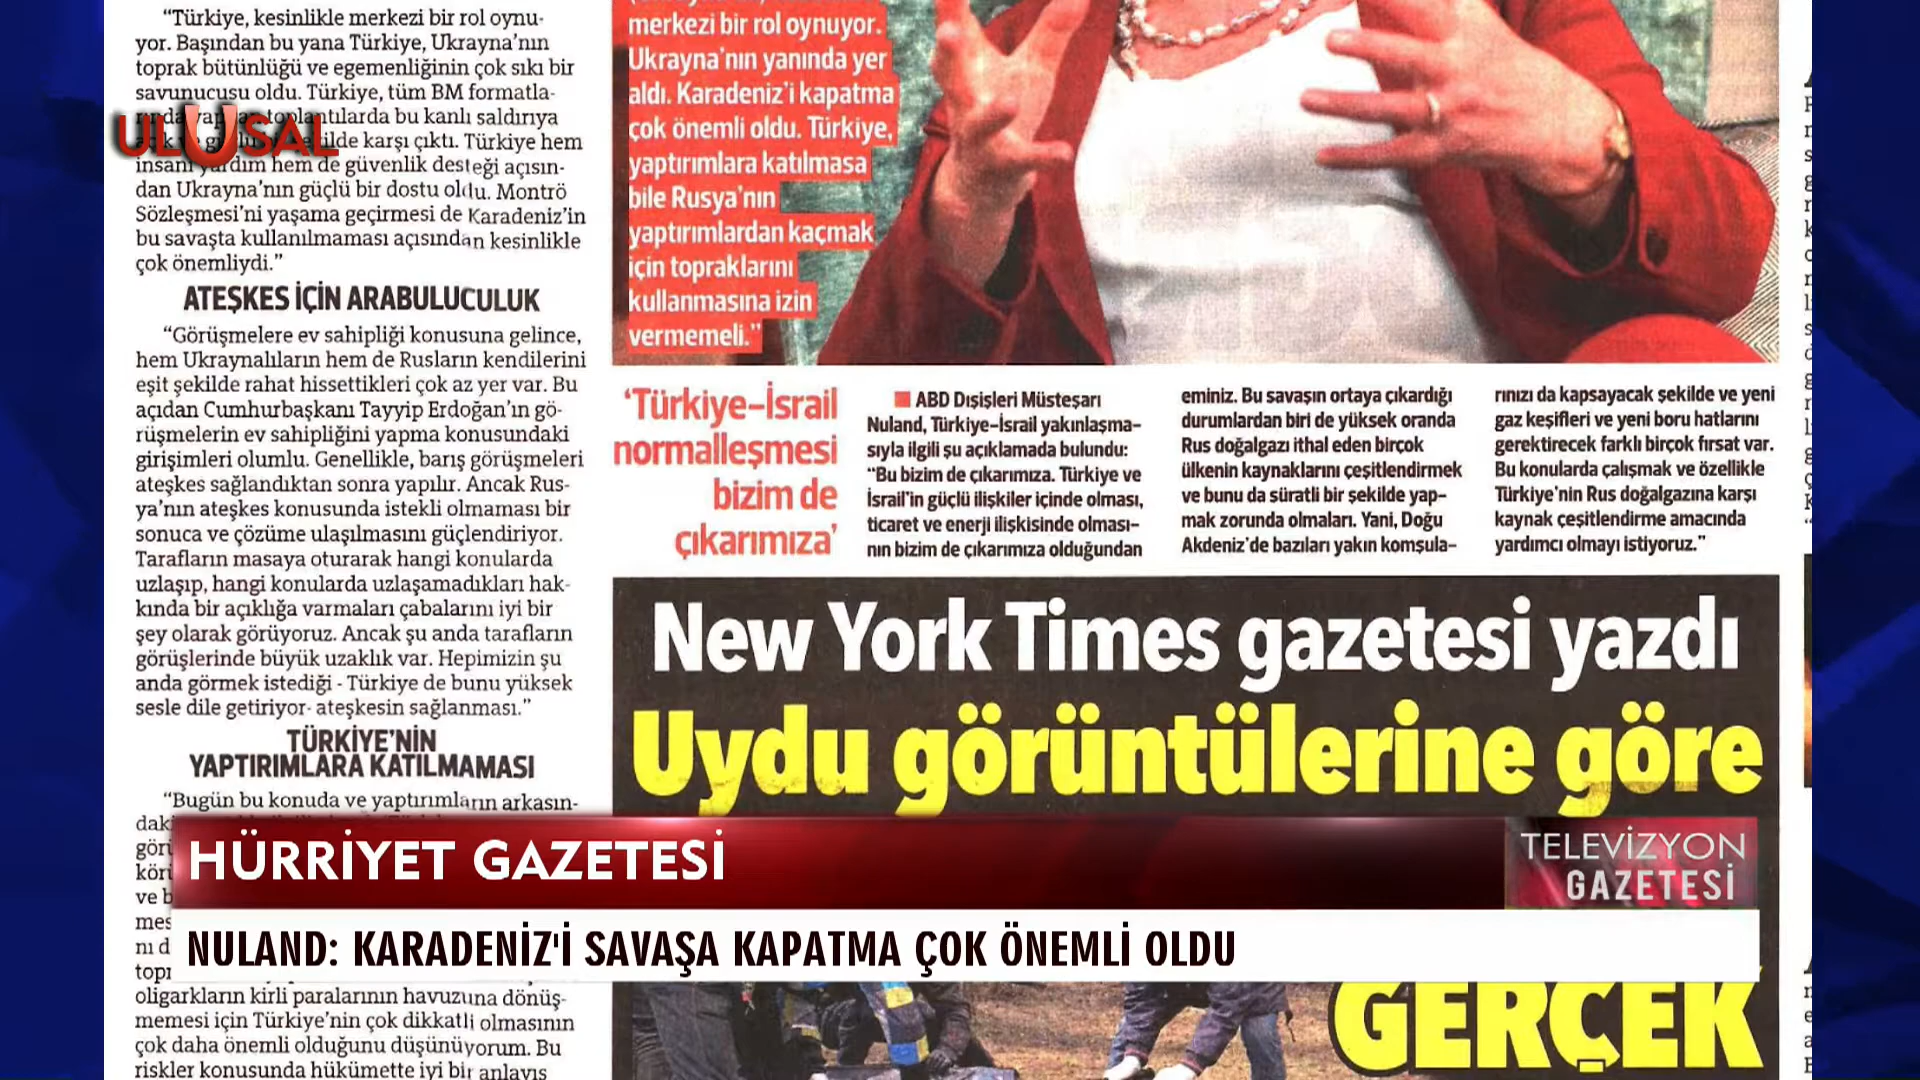 “Türkiye, kesinlikle merkezi bir rol oynu-
yor. Başından bu yana Türkiye, Ukrayna’nın
toprak bütünlüğü ve egemenliğinin çok sıkı bir
savunucusu oldu. Türkiye, tüm BM formatla-
toplantılarda bu kanlı saldırıya
ilde karşı çıktı. Türkiye hem
insani yardım hem de güvenlik desteği açısın-
dan Ukrayna’nın güçlü bir dostu oldu. Montrö
Sözleşmesi’ni yaşama geçirmesi de Karadeniz’in
bu savaşta kullanılmaması açısından kesinlikle
çok önemliydi.”
ATEŞKES İÇİN ARABULUCULUK
“Görüşmelere ev sahipliği konusuna gelince,
hem Ukraynalıların hem de Rusların kendilerini
eşit şekilde rahat hissettikleri çok az yer var. Bu
açıdan Cumhurbaşkanı Tayyip Erdoğan’ın gö-
rüşmelerin ev sahipliğini yapma konusundaki
girişimleri olumlu. Genellikle, barış görüşmeleri
ateşkes sağlandıktan sonra yapılır. Ancak Rus-
ya’nın ateşkes konusunda istekli olmaması bir
sonuca ve çözüme ulaşılmasını güçlendiriyor.
Tarafların masaya oturarak hangi konularda
uzlaşıp, hangi konularda uzlaşamadıkları hak-
kında bir açıklığa varmaları çabalarını iyi bir
şey olarak görüyoruz. Ancak şu anda tarafların
görüşlerinde büyük uzaklık var. Hepimizin şu
anda görmek istediği - Türkiye de bunu yüksek
sesle dile getiriyor- ateşkesin sağlanması.”
TÜRKİYE’NİN
YAPTIRIMLARA KATILMAMASI
“Bugün bu konuda ve yaptırımların arkasın-
daki
görü
körü
ve b
mes
nı d
topr
oligarkların kirli paralarının havuzuna dönüş-
memesi için Türkiye’nin çok dikkatli olmasının
çok daha önemli olduğunu düşünüyorum. Bu
riskler konusunda hükümette iyi bir anlayış
ULUSAL
merkezi bir rol oynuyor.
Ukrayna’nın yanında yer
aldı. Karadeniz’i kapatma
çok önemli oldu. Türkiye,
yaptırımlara katılmasa
bile Rusya’nın
yaptırımlardan kaçmak
için topraklarını
kullanmasına izin
vermemeli.”
‘Türkiye-İsrail
normalleşmesi
bizim de
çıkarımıza’
ABD Dışişleri Müsteşarı
Nuland, Türkiye-İsrail yakınlaşma-
sıyla ilgili şu açıklamada bulundu:
“Bu bizim de çıkarımıza. Türkiye ve
İsrail’in güçlü ilişkiler içinde olması,
ticaret ve enerji ilişkisinde olması-
nın bizim de çıkarımıza olduğundan
eminiz. Bu savaşın ortaya çıkardığı
durumlardan biri de yüksek oranda
Rus doğalgazı ithal eden birçok
ülkenin kaynaklarını çeşitlendirmek
ve bunu da süratli bir şekilde yap-
mak zorunda olmaları. Yani, Doğu
Akdeniz’de bazıları yakın komşula-
rınızı da kapsayacak şekilde ve yeni
gaz keşifleri ve yeni boru hatlarını
gerektirecek farklı birçok fırsat var.
Bu konularda çalışmak ve özellikle
Türkiye’nin Rus doğalgazına karşı
kaynak çeşitlendirme amacında
yardımcı olmayı istiyoruz.”
New York Times gazetesi yazdı
Uydu görüntülerine göre
GERÇEK
HÜRRİYET GAZETESİ
TELEVİZYON
GAZETESİ
NULAND: KARADENİZ'İ SAVAŞA KAPATMA ÇOK ÖNEMLİ OLDU